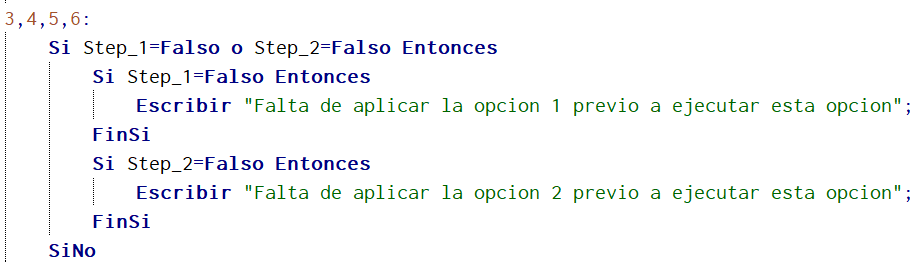 3,4,5,6:
Si Step_1=Falso o Step_2=Falso Entonces
Si Step_1=Falso Entonces
Escribir "Falta de aplicar la opcion 1 previo a ejecutar esta opcion";
FinSi
Si Step_2=Falso Entonces
Escribir "Falta de aplicar la opcion 2 previo a ejecutar esta opcion";
FinSi
SiNo